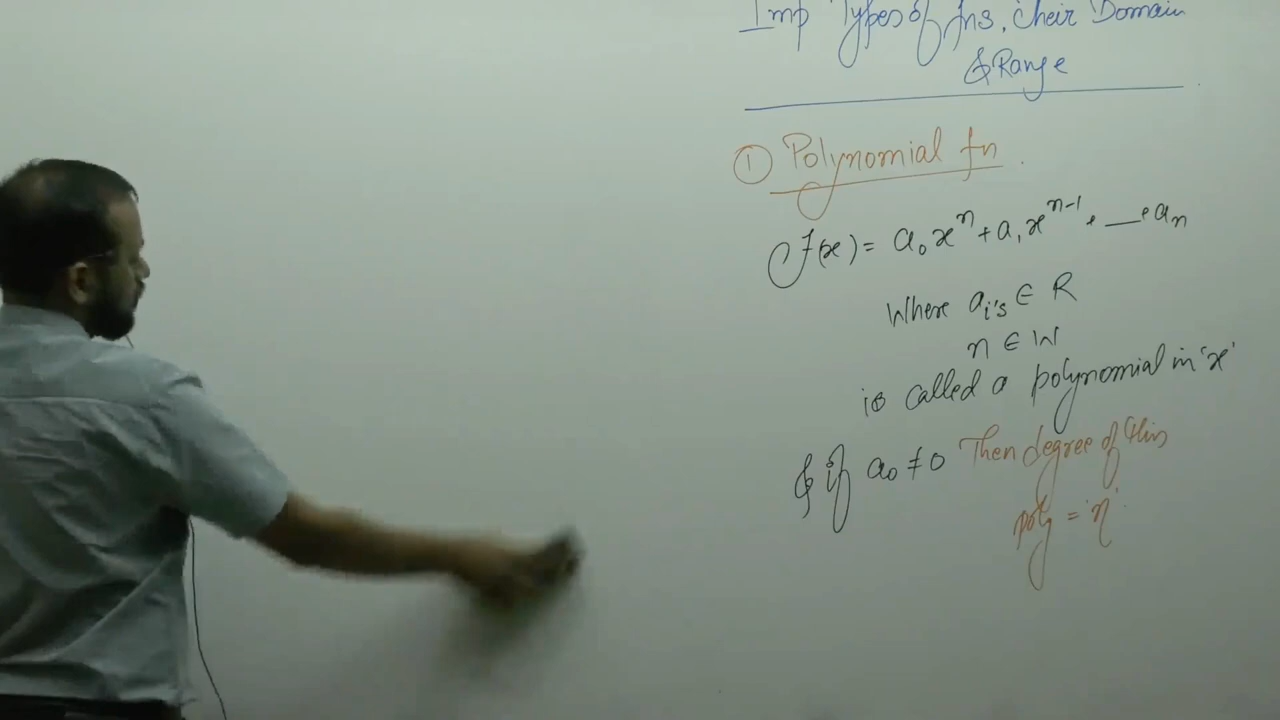 Imp Types of fns, their Domain
& Range
① Polynomial fn.
f(x) = a₀xⁿ + a₁xⁿ⁻¹ + — + aₙ
Where aᵢ's ∈ R
n ∈ W
is called a polynomial in 'x'
& if a₀ ≠ 0 Then degree of this
poly = 'n'